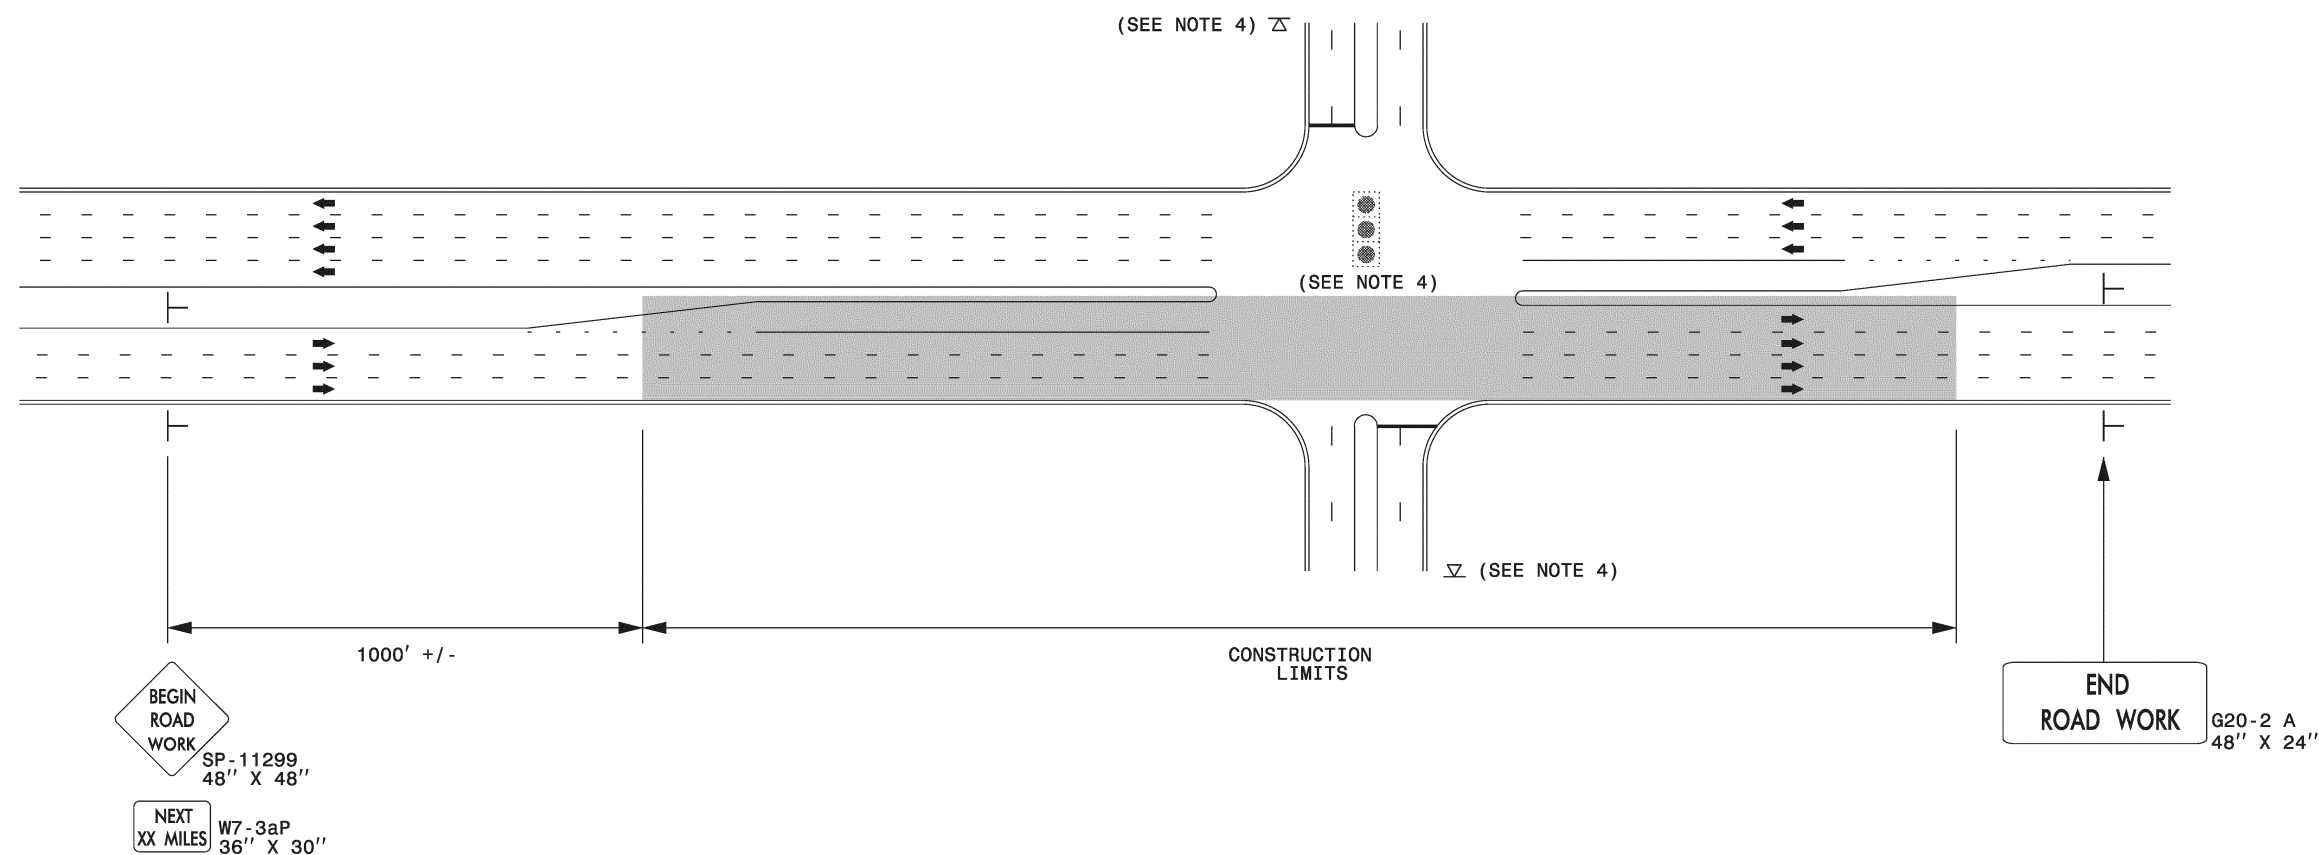 (SEE NOTE 4)
(SEE NOTE 4)
(SEE NOTE 4)
1000' +/-
CONSTRUCTION
LIMITS
BEGIN
ROAD
WORK
SP-11299
48" X 48"
NEXT
XX MILES
W7-3aP
36" X 30"
END
ROAD WORK
G20-2 A
48" X 24"